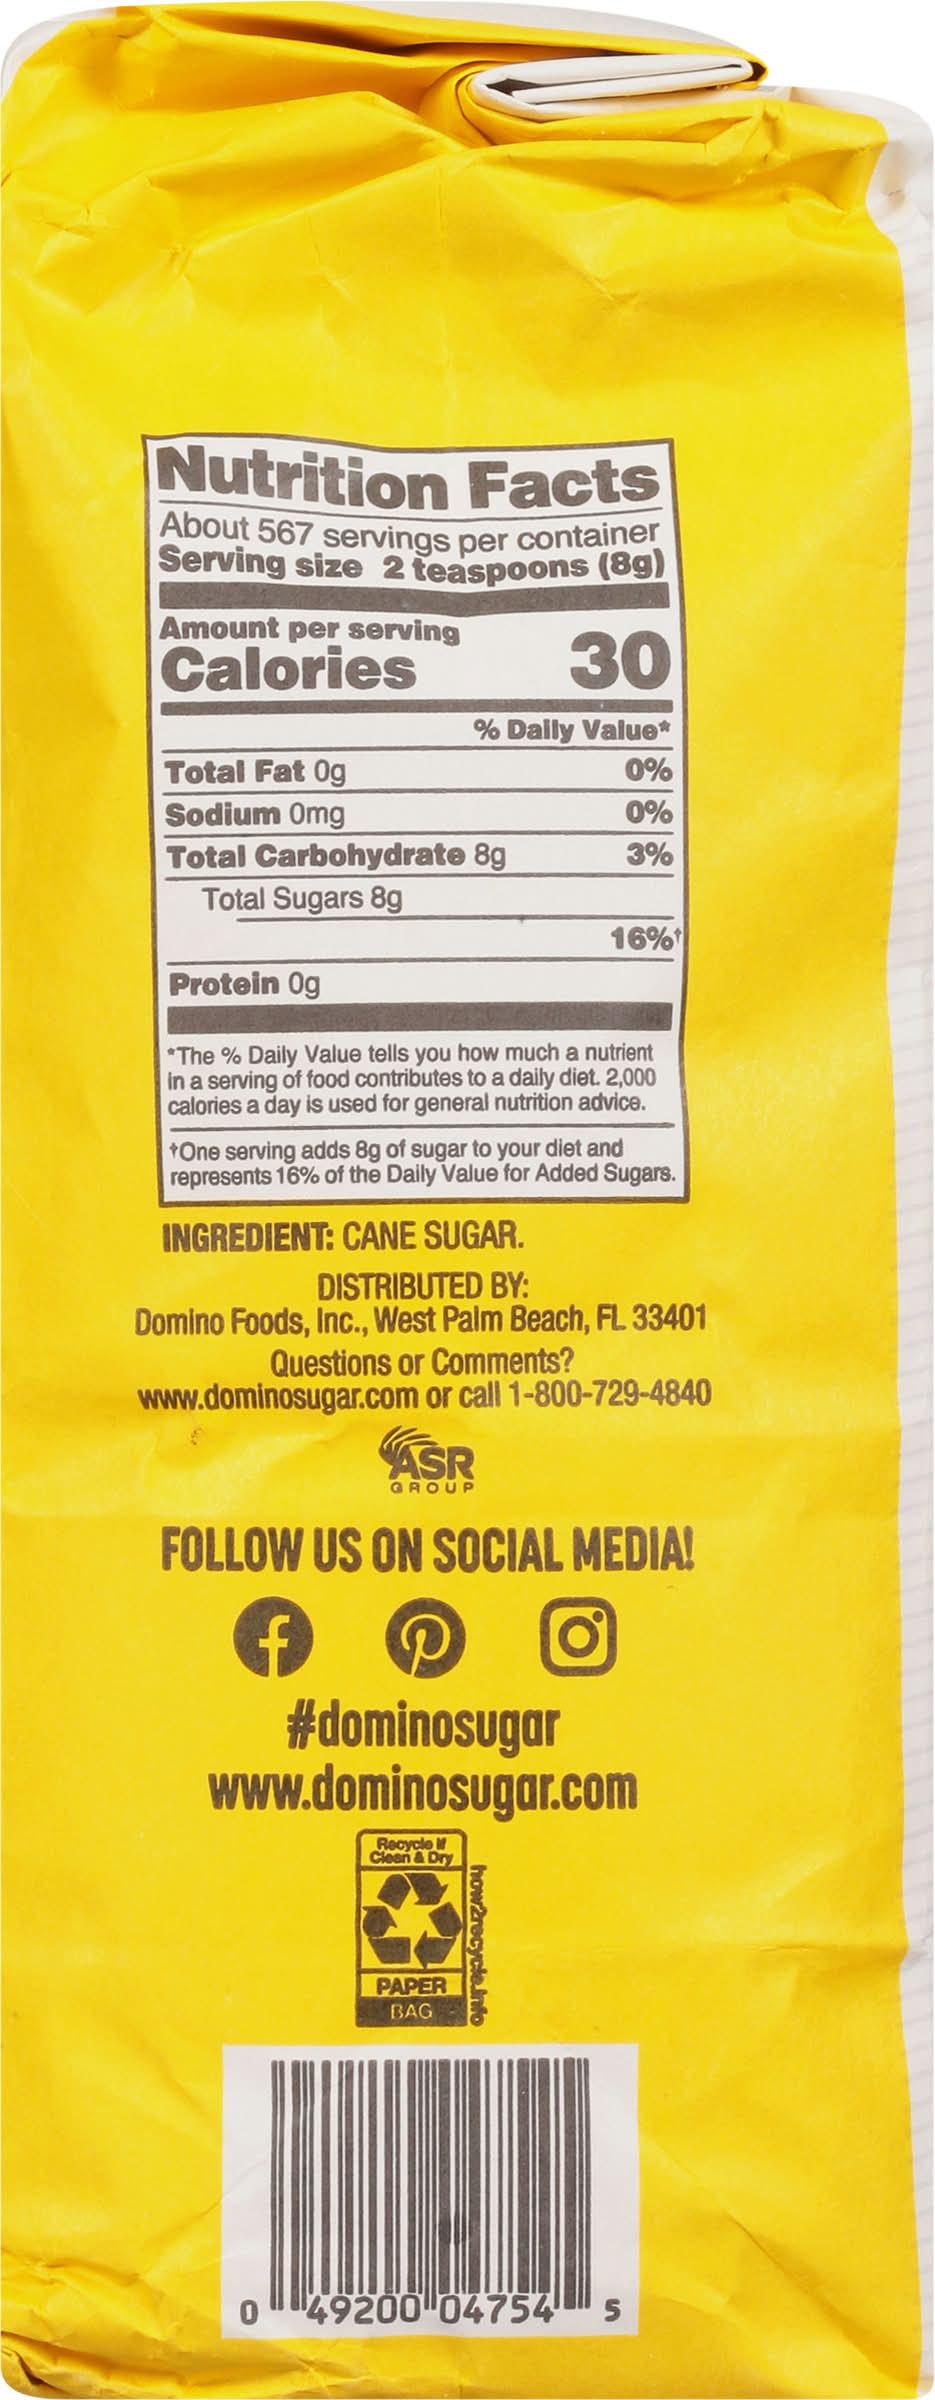 Nutrition Facts
About 567 servings per container
Serving size 2 teaspoons (8g)
Amount per serving
Calories 30
% Daily Value*
Total Fat 0g 0%
Sodium 0mg 0%
Total Carbohydrate 8g 3%
Total Sugars 8g
16%†
Protein 0g
*The % Daily Value tells you how much a nutrient
in a serving of food contributes to a daily diet. 2,000
calories a day is used for general nutrition advice.
†One serving adds 8g of sugar to your diet and
represents 16% of the Daily Value for Added Sugars.
INGREDIENT: CANE SUGAR.
DISTRIBUTED BY:
Domino Foods, Inc., West Palm Beach, FL 33401
Questions or Comments?
www.dominosugar.com or call 1-800-729-4840
ASR
GROUP
FOLLOW US ON SOCIAL MEDIA!
#dominosugar
www.dominosugar.com
Recycle If
Clean & Dry
how2recycle.info
PAPER
BAG
0 49200 04754 5